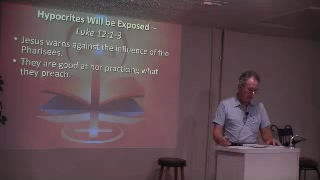 Hypocrites Will be Exposed –
Luke 12:1-3
• Jesus warns against the influence of the
Pharisees.
• They are good at not practicing what
they preach.